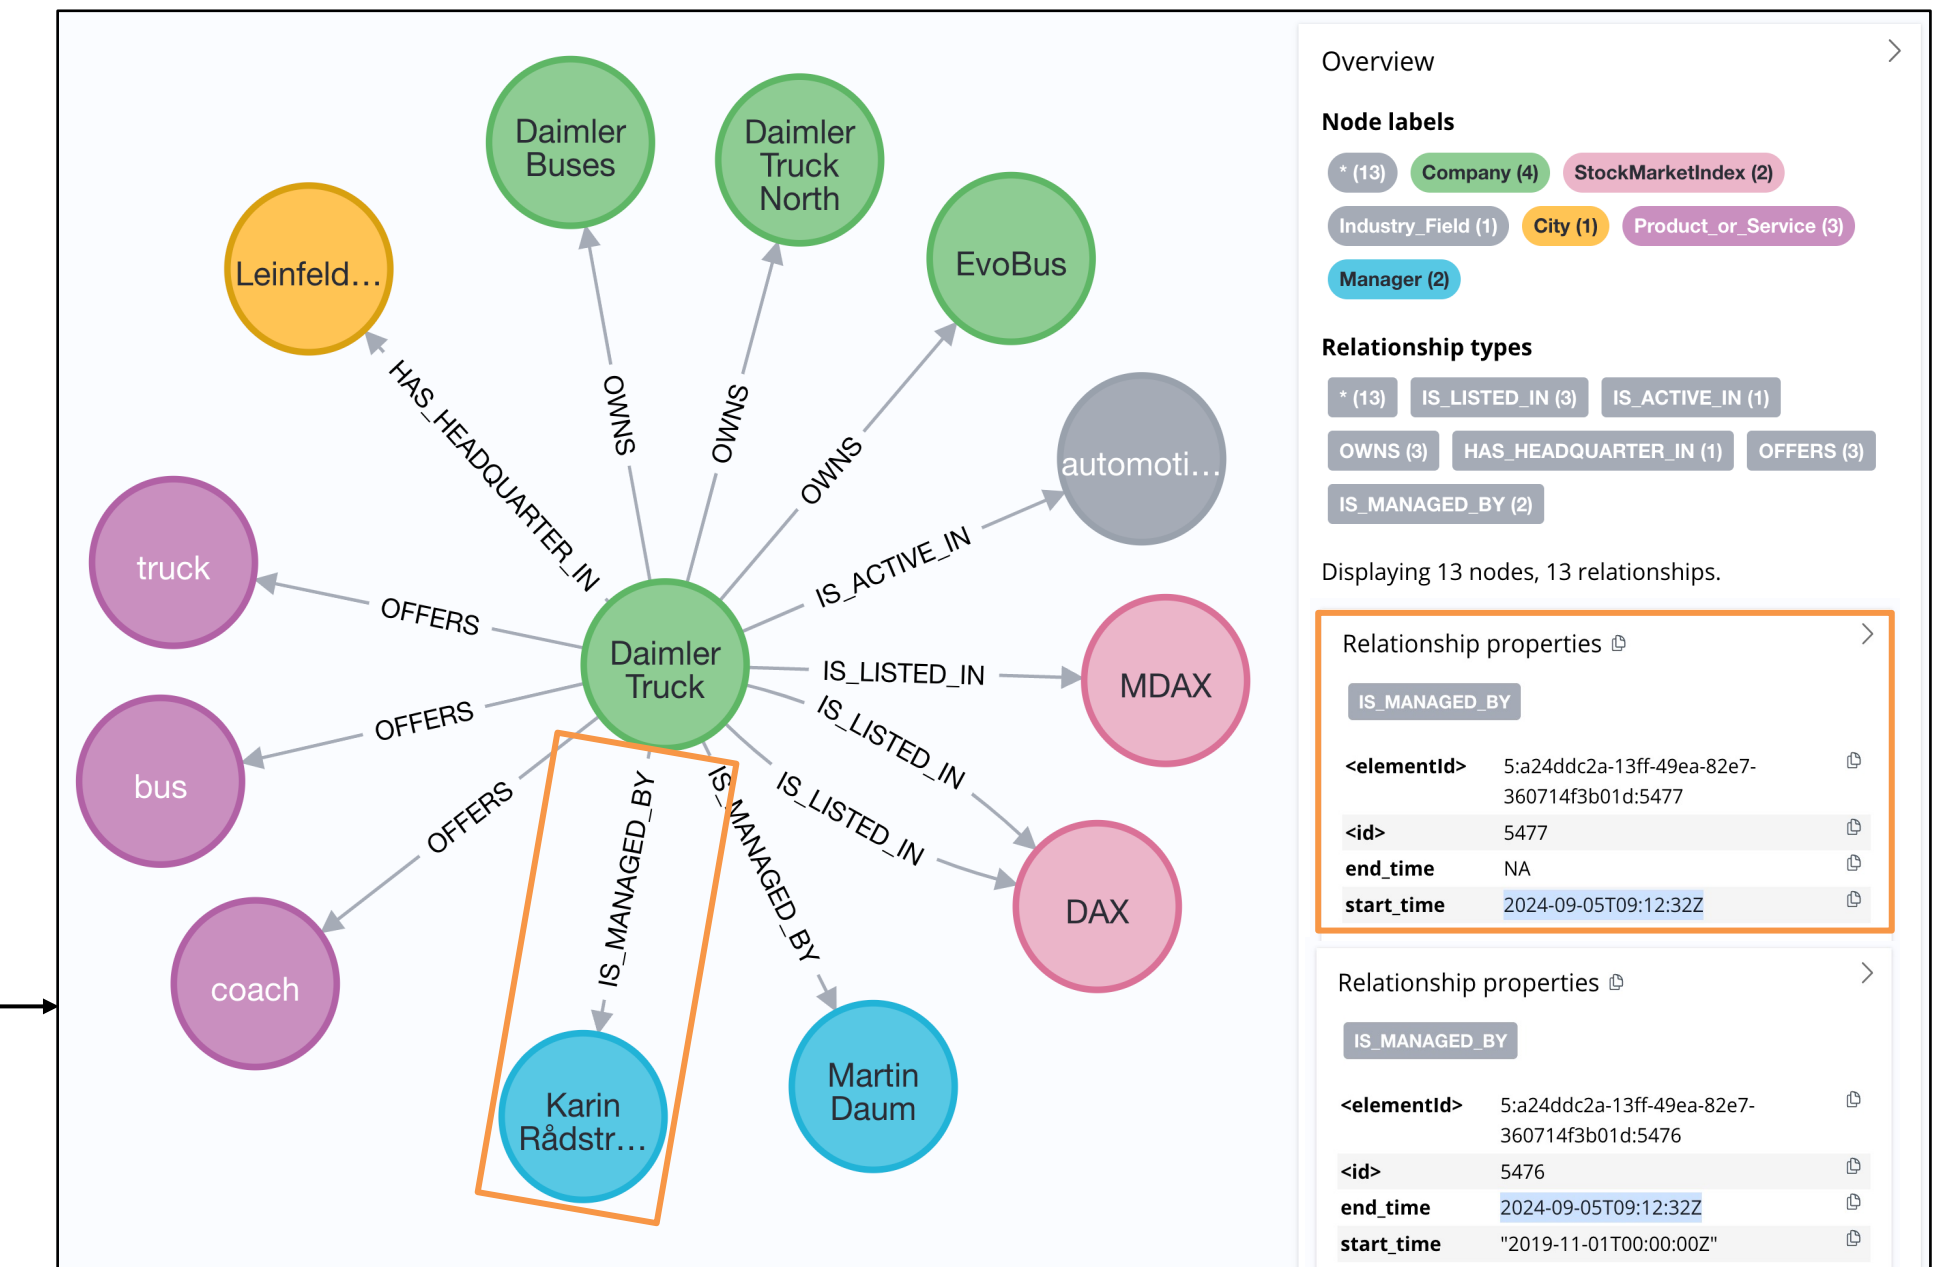 Daimler
Buses
Daimler
Truck
North
EvoBus
Leinfeld…
automoti…
truck
bus
coach
Daimler
Truck
MDAX
DAX
Karin
Rådstr…
Martin
Daum
HAS_HEADQUARTER_IN
OWNS
OWNS
OWNS
IS_ACTIVE_IN
OFFERS
OFFERS
OFFERS
IS_LISTED_IN
IS_LISTED_IN
IS_LISTED_IN
IS_MANAGED_BY
IS_MANAGED_BY
Overview
Node labels
* (13) Company (4) StockMarketIndex (2)
Industry_Field (1) City (1) Product_or_Service (3)
Manager (2)
Relationship types
* (13) IS_LISTED_IN (3) IS_ACTIVE_IN (1)
OWNS (3) HAS_HEADQUARTER_IN (1) OFFERS (3)
IS_MANAGED_BY (2)
Displaying 13 nodes, 13 relationships.
Relationship properties
IS_MANAGED_BY
<elementId> 5:a24ddc2a-13ff-49ea-82e7-
360714f3b01d:5477
<id> 5477
end_time NA
start_time 2024-09-05T09:12:32Z
Relationship properties
IS_MANAGED_BY
<elementId> 5:a24ddc2a-13ff-49ea-82e7-
360714f3b01d:5476
<id> 5476
end_time 2024-09-05T09:12:32Z
start_time "2019-11-01T00:00:00Z"